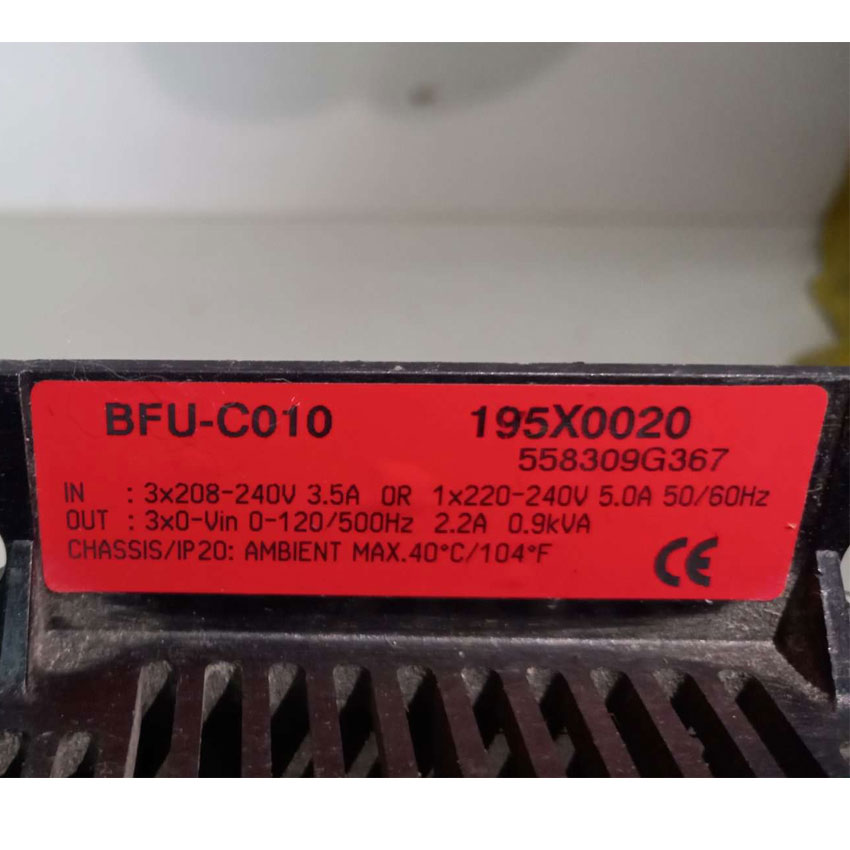 BFU-C010 195X0020
558309G367
IN : 3x208-240V 3.5A OR 1x220-240V 5.0A 50/60Hz
OUT : 3x0-Vin 0-120/500Hz 2.2A 0.9kVA
CHASSIS/IP20: AMBIENT MAX.40°C/104°F
CE